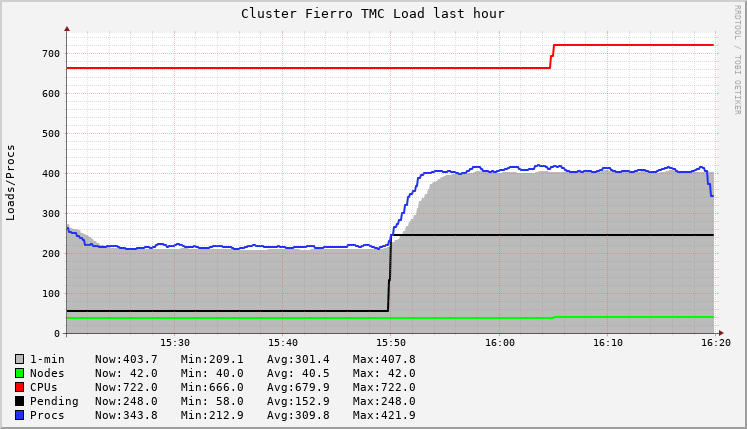 Cluster Fierro TMC Load last hour
RRDTOOL / TOBI OETIKER
Loads/Procs
700
600
500
400
300
200
100
0
15:30 15:40 15:50 16:00 16:10 16:20
1-min Now:403.7 Min:209.1 Avg:301.4 Max:407.8
Nodes Now: 42.0 Min: 40.0 Avg: 40.5 Max: 42.0
CPUs Now:722.0 Min:666.0 Avg:679.9 Max:722.0
Pending Now:248.0 Min: 58.0 Avg:152.9 Max:248.0
Procs Now:343.8 Min:212.9 Avg:309.8 Max:421.9